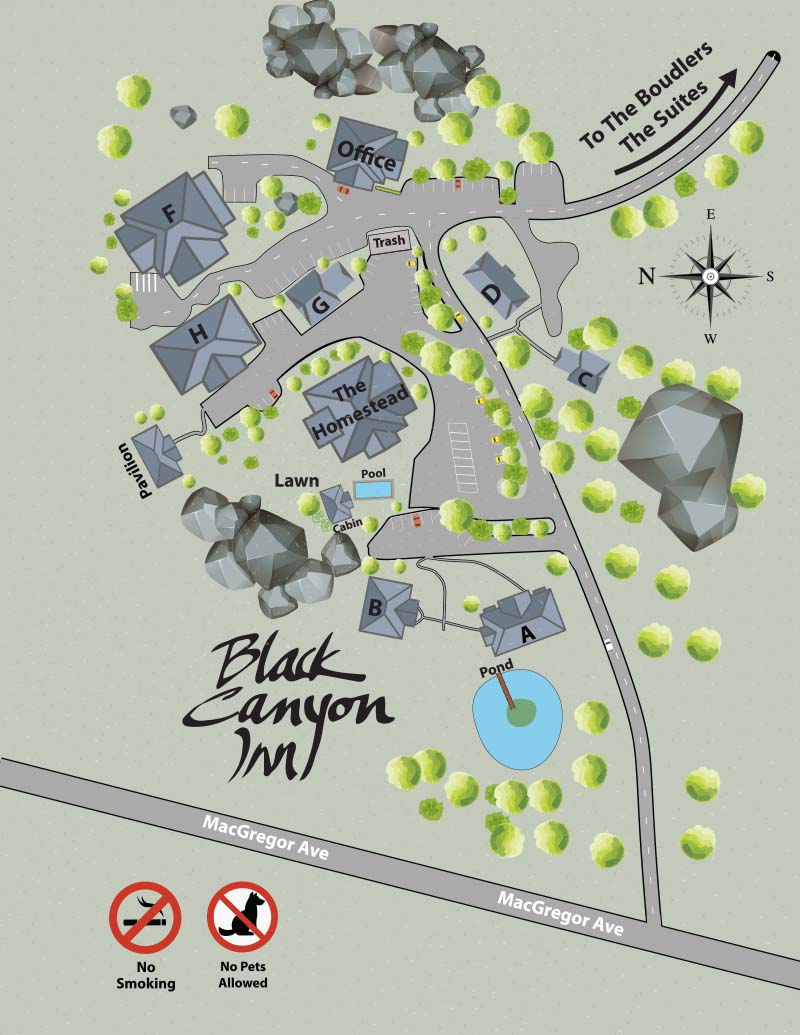 To The Boudlers
The Suites
Office
F
E
N
S
W
Trash
G
D
H
C
The
Homestead
Pavilion
Lawn
Pool
Cabin
B
A
Pond
Black
Canyon
Inn
MacGregor Ave
MacGregor Ave
No
Smoking
No Pets
Allowed